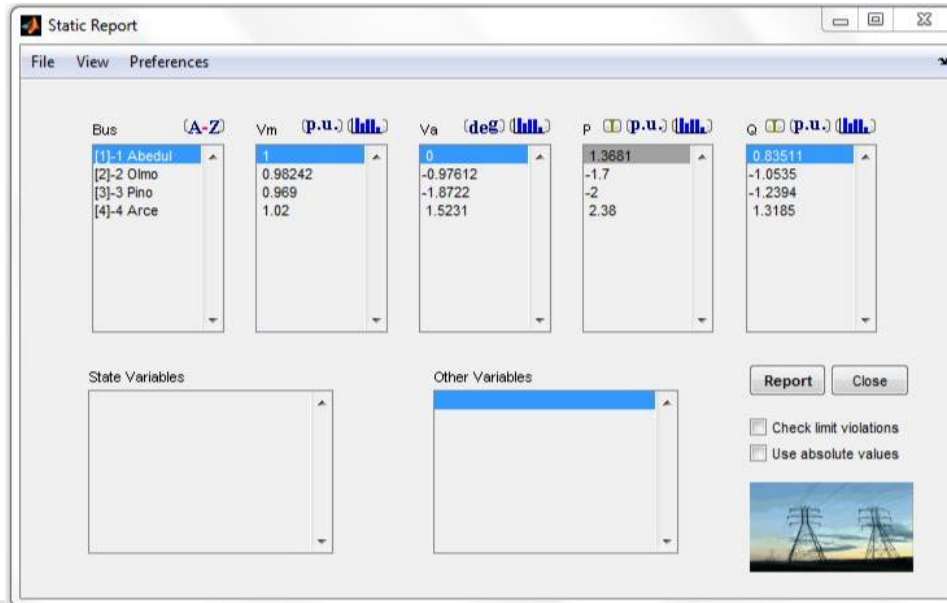 Static Report
File View Preferences
Bus (A-Z) Vm (p.u.) Va (deg) P (p.u.) Q (p.u.)
[1]-1 Abedul 1 0 1.3681 0.83511
[2]-2 Olmo 0.98242 -0.97612 -1.7 -1.0535
[3]-3 Pino 0.969 -1.8722 -2 -1.2394
[4]-4 Arce 1.02 1.5231 2.38 1.3185
State Variables Other Variables
Report Close
Check limit violations
Use absolute values